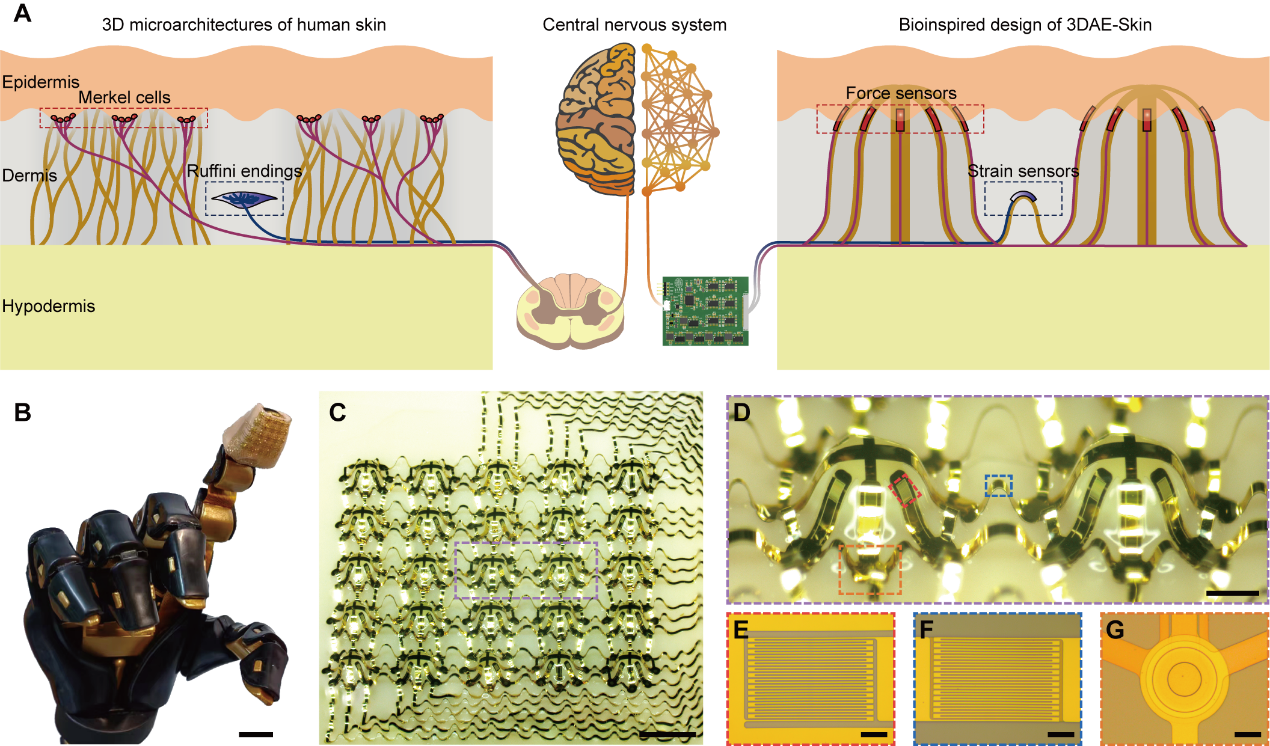 A
3D microarchitectures of human skin
Central nervous system
Bioinspired design of 3DAE-Skin
Epidermis
Merkel cells
Force sensors
Dermis
Ruffini endings
Strain sensors
Hypodermis
B
C
D
E
F
G